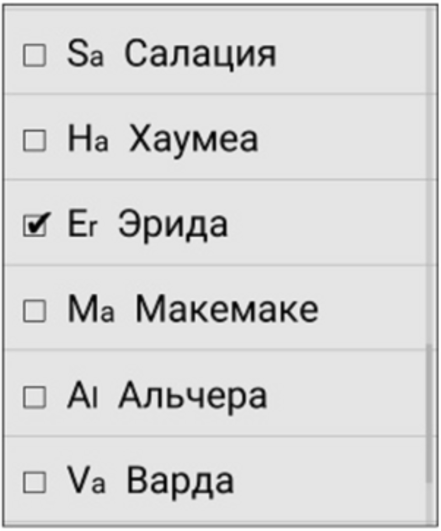 Sa Салация
Ha Хаумеа
Er Эрида
Ma Макемаке
Al Альчера
Va Варда